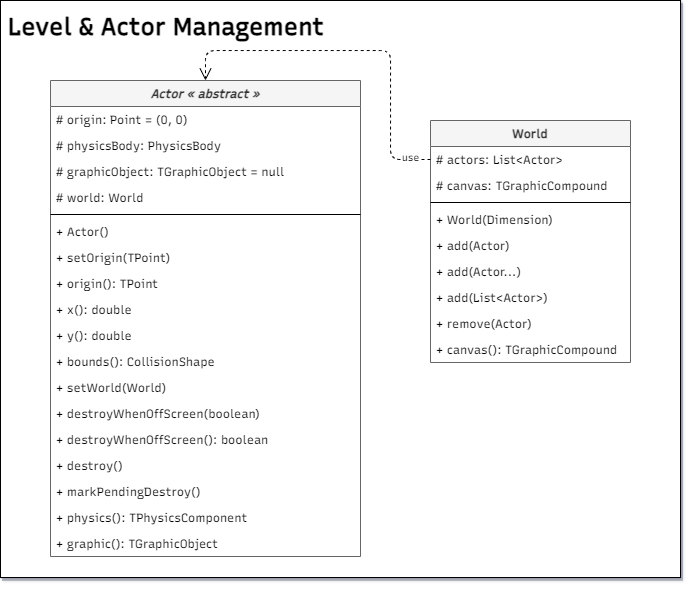 Level & Actor Management
Actor « abstract »
# origin: Point = (0, 0)
# physicsBody: PhysicsBody
# graphicObject: TGraphicObject = null
# world: World
+ Actor()
+ setOrigin(TPoint)
+ origin(): TPoint
+ x(): double
+ y(): double
+ bounds(): CollisionShape
+ setWorld(World)
+ destroyWhenOffScreen(boolean)
+ destroyWhenOffScreen(): boolean
+ destroy()
+ markPendingDestroy()
+ physics(): TPhysicsComponent
+ graphic(): TGraphicObject
use
World
# actors: List<Actor>
# canvas: TGraphicCompound
+ World(Dimension)
+ add(Actor)
+ add(Actor...)
+ add(List<Actor>)
+ remove(Actor)
+ canvas(): TGraphicCompound